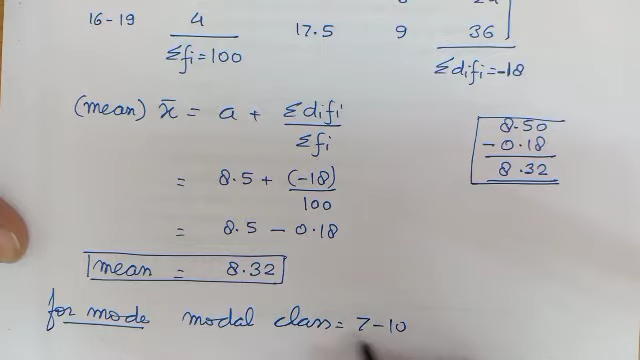 16-19 4 17.5 9 36
Σfi = 100 Σdifi = -18
(mean) x̄ = a + Σdifi / Σfi
= 8.5 + (-18) / 100
= 8.5 - 0.18
mean = 8.32
8.50
- 0.18
8.32
for mode modal class = 7-10